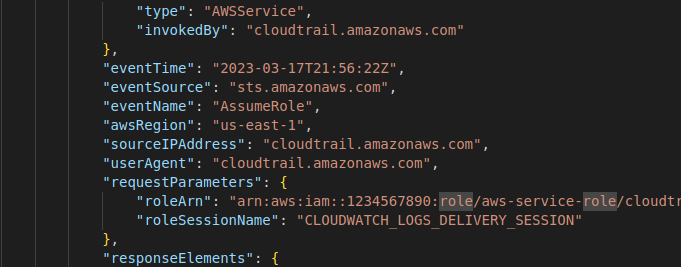 "type": "AWSService",
"invokedBy": "cloudtrail.amazonaws.com"
},
"eventTime": "2023-03-17T21:56:22Z",
"eventSource": "sts.amazonaws.com",
"eventName": "AssumeRole",
"awsRegion": "us-east-1",
"sourceIPAddress": "cloudtrail.amazonaws.com",
"userAgent": "cloudtrail.amazonaws.com",
"requestParameters": {
"roleArn": "arn:aws:iam::1234567890:role/aws-service-role/cloudtr
"roleSessionName": "CLOUDWATCH_LOGS_DELIVERY_SESSION"
},
"responseElements": {